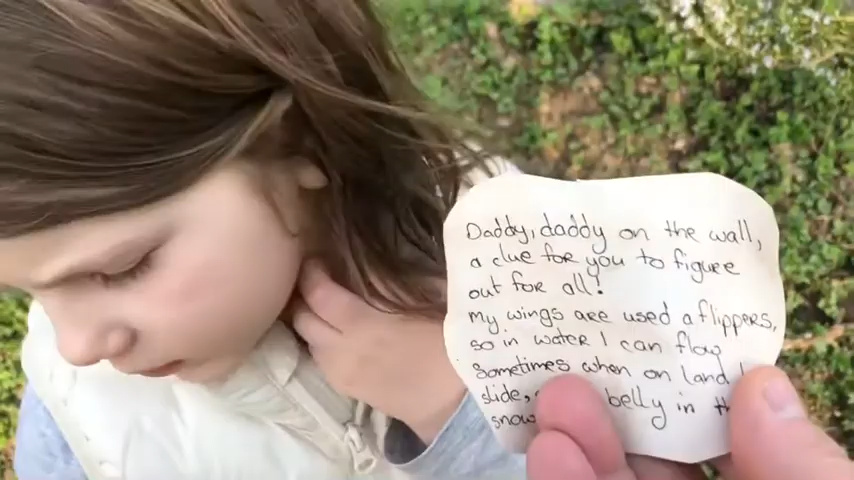 Daddy, daddy on the wall,
a clue for you to figure
out for all!
my wings are used a flippers,
so in water I can flow
Sometimes when on land I
slide, belly in
snow